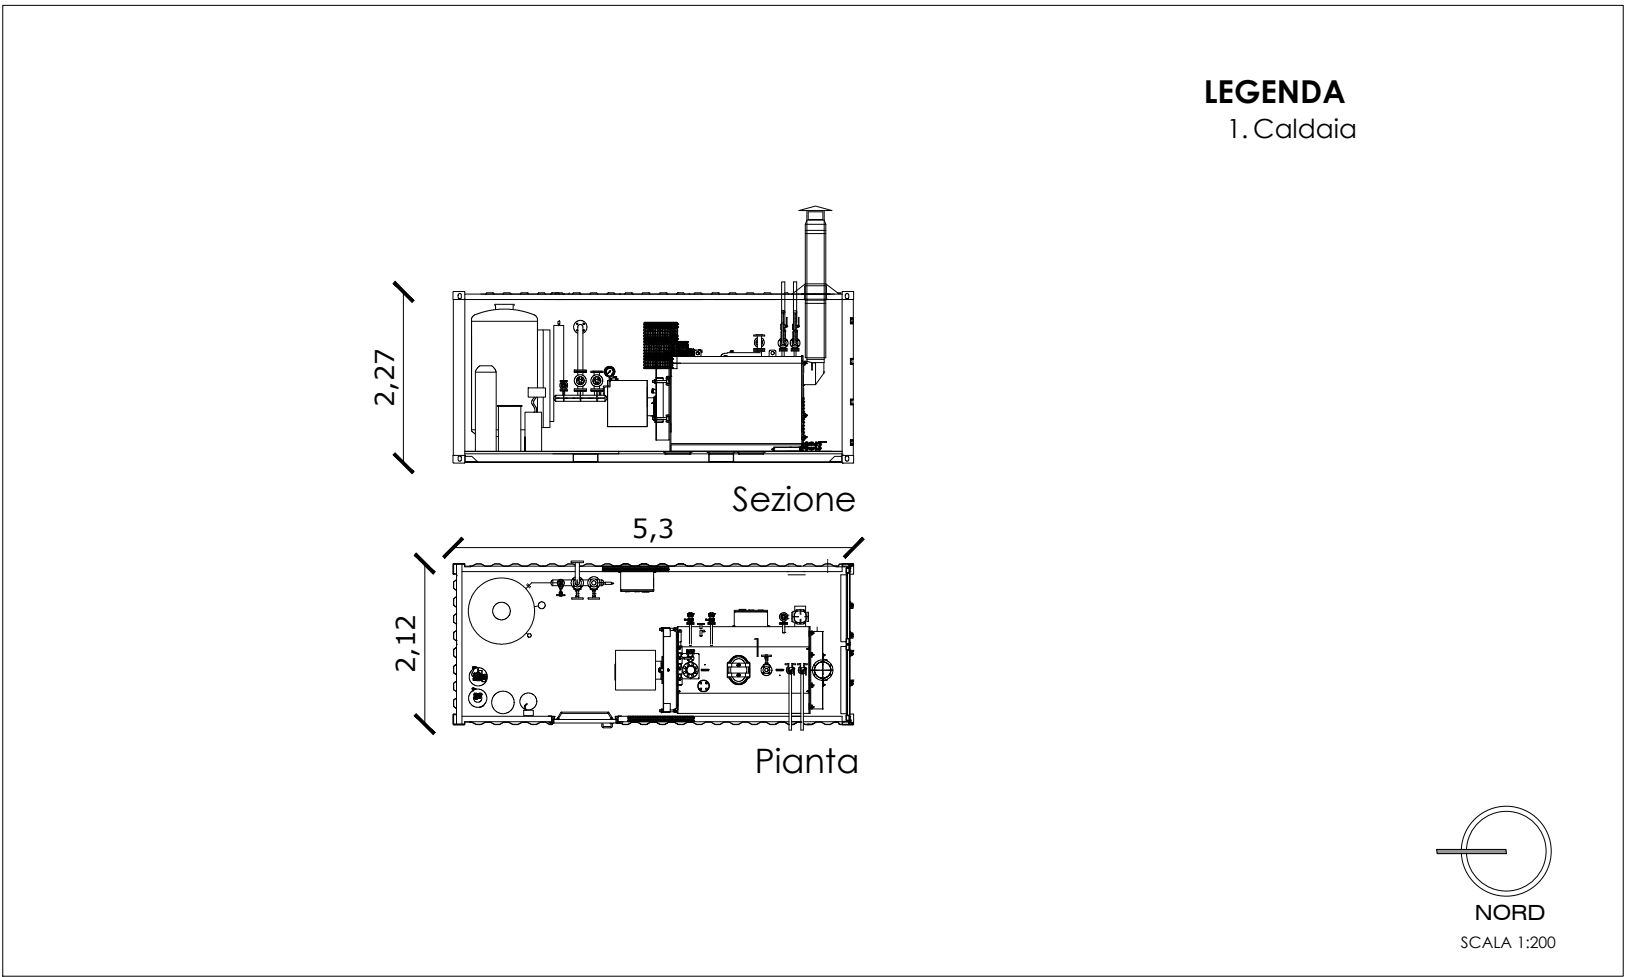 LEGENDA
1. Caldaia
2,27
Sezione
5,3
2,12
1
Pianta
NORD
SCALA 1:200